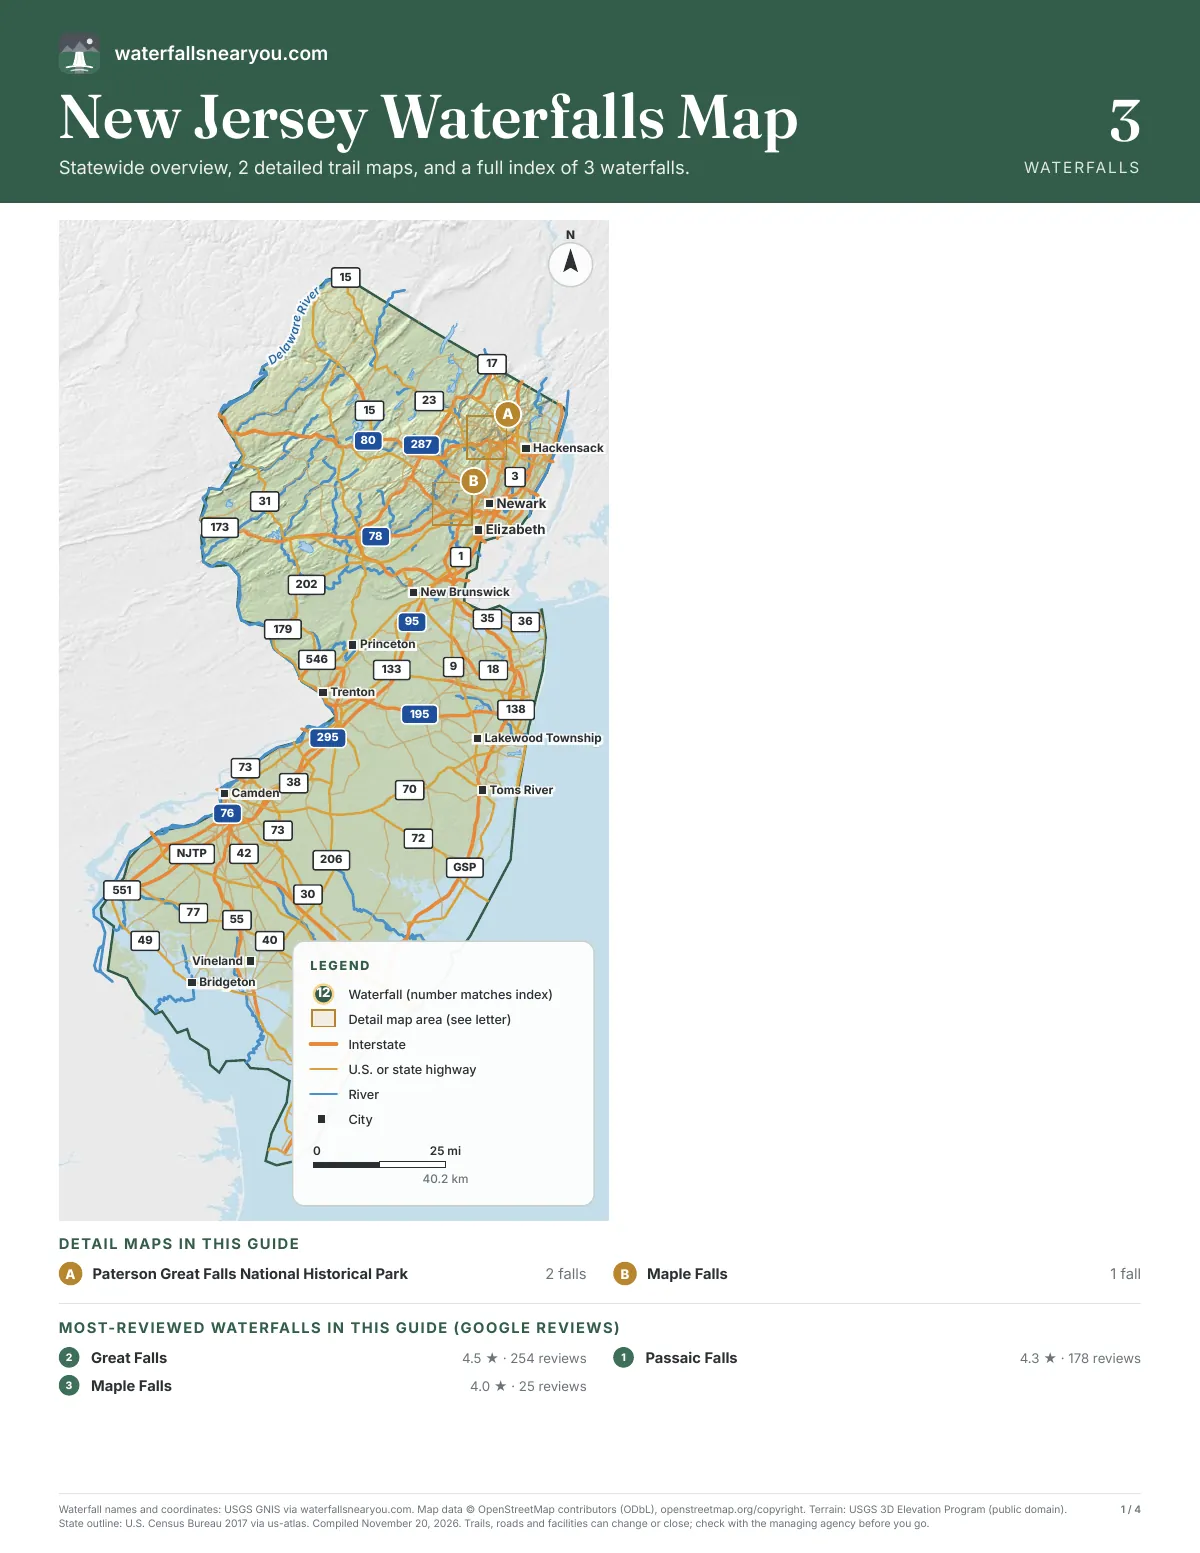 waterfallsnearyou.com
New Jersey Waterfalls Map
Statewide overview, 2 detailed trail maps, and a full index of 3 waterfalls.
3
WATERFALLS
N
15
Delaware River
17
23
15
A
80
287
Hackensack
B
3
31
Newark
173
Elizabeth
78
1
202
New Brunswick
95
35
36
179
Princeton
546
133
9
18
Trenton
195
138
295
Lakewood Township
73
38
Camden
70
Toms River
76
73
72
NJTP
42
206
GSP
551
30
77
55
49
40
Vineland
Bridgeton
LEGEND
12
Waterfall (number matches index)
Detail map area (see letter)
Interstate
U.S. or state highway
River
City
0 25 mi
40.2 km
DETAIL MAPS IN THIS GUIDE
A Paterson Great Falls National Historical Park 2 falls
B Maple Falls 1 fall
MOST-REVIEWED WATERFALLS IN THIS GUIDE (GOOGLE REVIEWS)
2 Great Falls 4.5 ★ · 254 reviews
1 Passaic Falls 4.3 ★ · 178 reviews
3 Maple Falls 4.0 ★ · 25 reviews
Waterfall names and coordinates: USGS GNIS via waterfallsnearyou.com. Map data © OpenStreetMap contributors (ODbL), openstreetmap.org/copyright. Terrain: USGS 3D Elevation Program (public domain).
State outline: U.S. Census Bureau 2017 via us-atlas. Compiled November 20, 2026. Trails, roads and facilities can change or close; check with the managing agency before you go.
1 / 4